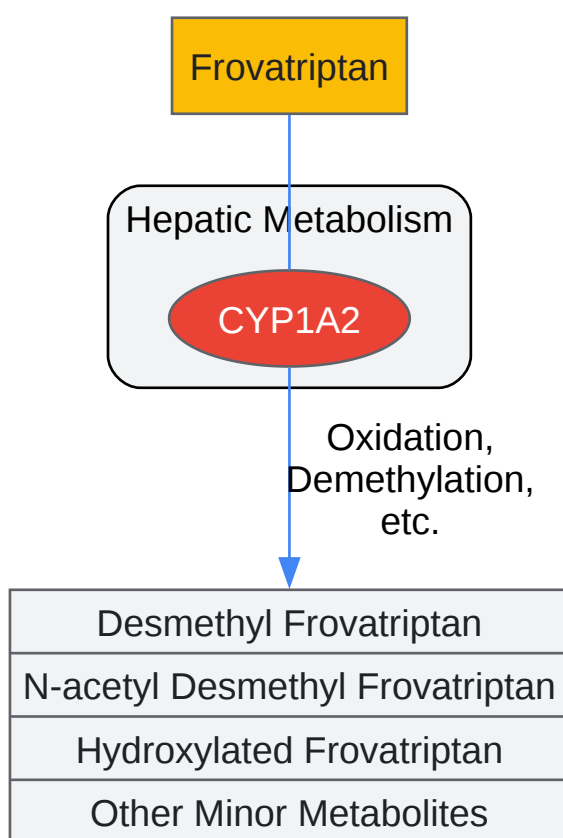 Frovatriptan
Hepatic Metabolism
CYP1A2
Oxidation,
Demethylation,
etc.
Desmethyl Frovatriptan
N-acetyl Desmethyl Frovatriptan
Hydroxylated Frovatriptan
Other Minor Metabolites